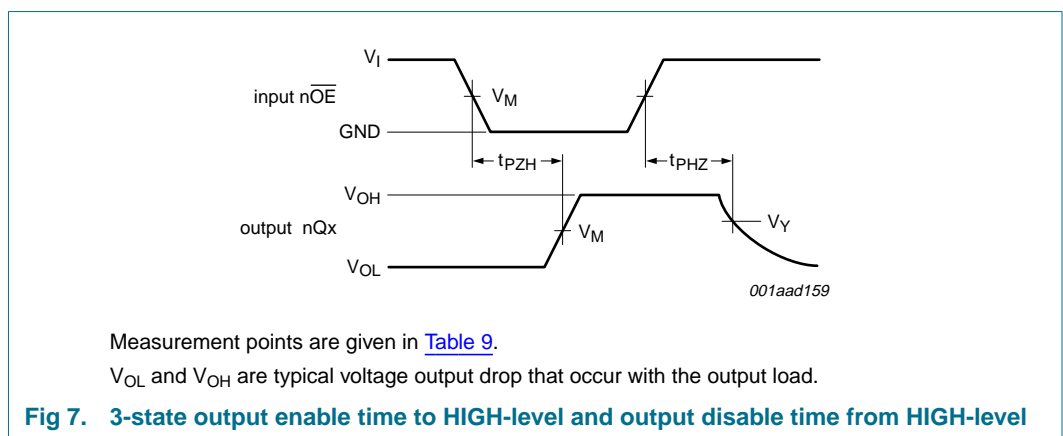 VI
input nOE
VM
GND
tPZH
tPHZ
VOH
output nQx
VM
VY
VOL
001aad159
Measurement points are given in Table 9.
VOL and VOH are typical voltage output drop that occur with the output load.
Fig 7. 3-state output enable time to HIGH-level and output disable time from HIGH-level